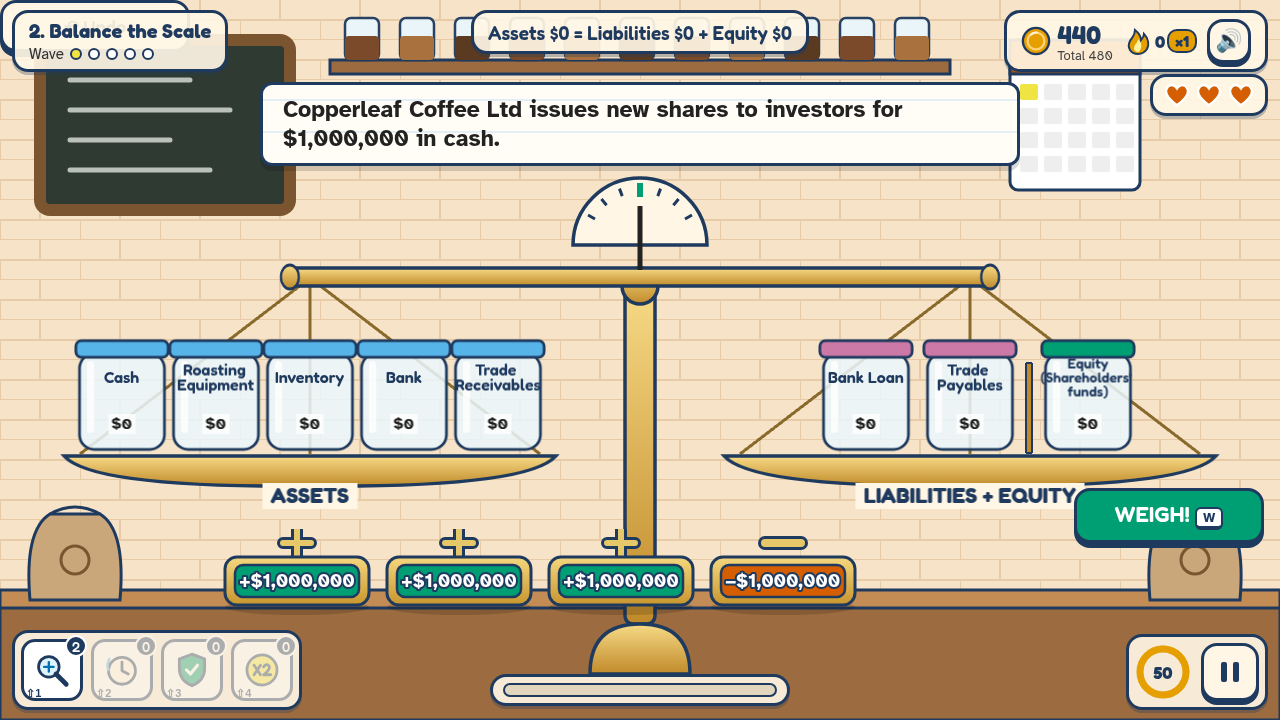 2. Balance the Scale
Wave
Assets $0 = Liabilities $0 + Equity $0
440
Total 480
0
x1
Copperleaf Coffee Ltd issues new shares to investors for
$1,000,000 in cash.
Cash
$0
Roasting
Equipment
$0
Inventory
$0
Bank
$0
Trade
Receivables
$0
Bank Loan
$0
Trade
Payables
$0
Equity
(Shareholders
funds)
$0
ASSETS
LIABILITIES + EQUITY
WEIGH! W
+$1,000,000
+$1,000,000
+$1,000,000
−$1,000,000
2
⇧1
0
⇧2
0
⇧3
X2
0
⇧4
50